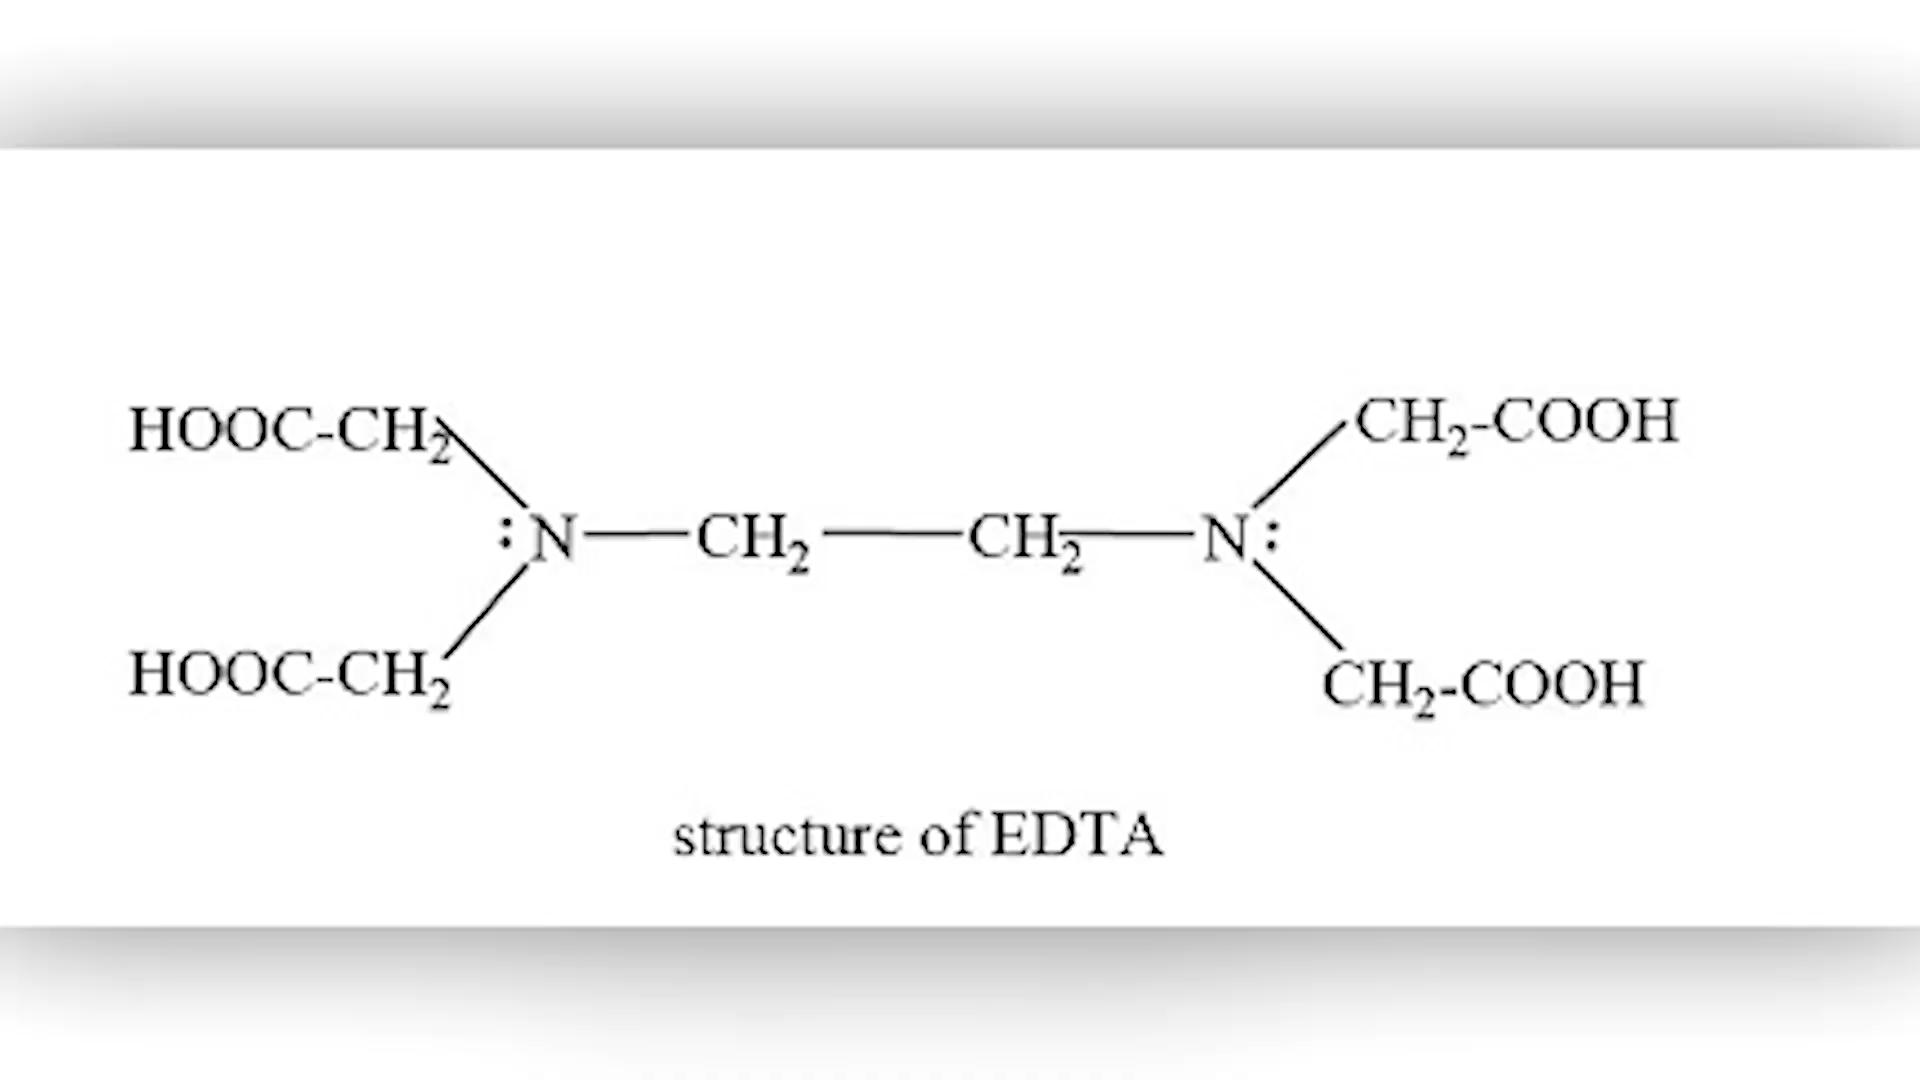 HOOC-CH₂ CH₂-COOH
:N—CH₂—CH₂—N:
HOOC-CH₂ CH₂-COOH
structure of EDTA